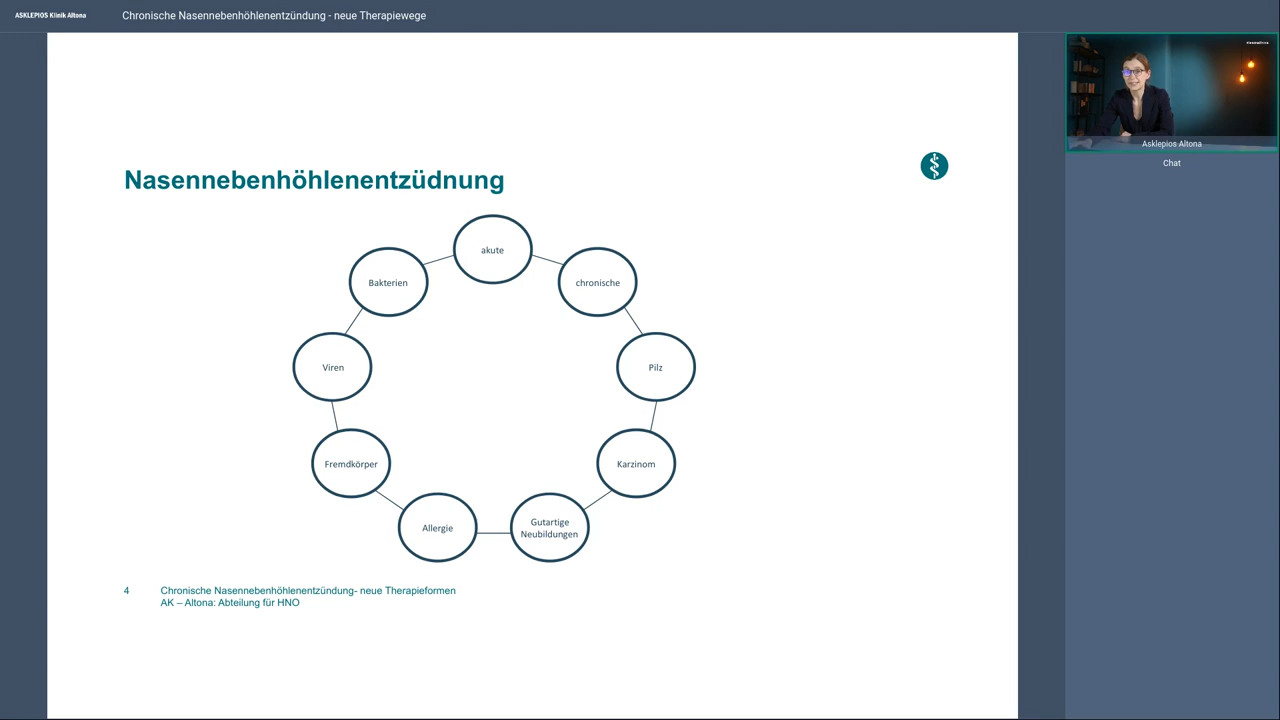 ASKLEPIOS Klinik Altona
Chronische Nasennebenhöhlenentzündung - neue Therapiewege
Asklepios Altona
Chat
Nasennebenhöhlenentzüdnung
akute
chronische
Pilz
Karzinom
Gutartige
Neubildungen
Allergie
Fremdkörper
Viren
Bakterien
4
Chronische Nasennebenhöhlenentzündung- neue Therapieformen
AK – Altona: Abteilung für HNO